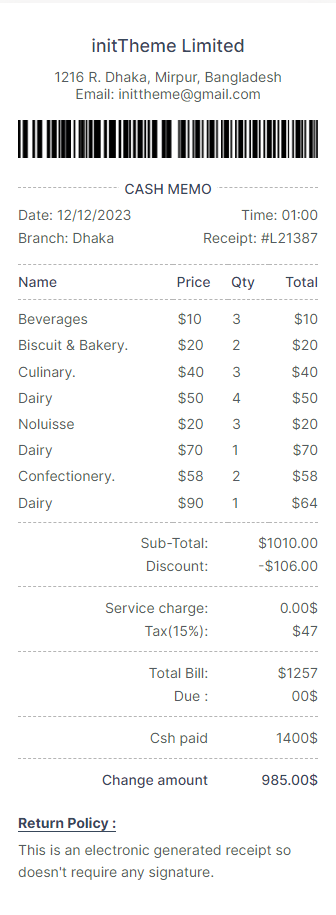 initTheme Limited
1216 R. Dhaka, Mirpur, Bangladesh
Email: inittheme@gmail.com
CASH MEMO
Date: 12/12/2023 Time: 01:00
Branch: Dhaka Receipt: #L21387
Name Price Qty Total
Beverages $10 3 $10
Biscuit & Bakery. $20 2 $20
Culinary. $40 3 $40
Dairy $50 4 $50
Noluisse $20 3 $20
Dairy $70 1 $70
Confectionery. $58 2 $58
Dairy $90 1 $64
Sub-Total: $1010.00
Discount: -$106.00
Service charge: 0.00$
Tax(15%): $47
Total Bill: $1257
Due : 00$
Csh paid 1400$
Change amount 985.00$
Return Policy :
This is an electronic generated receipt so
doesn't require any signature.